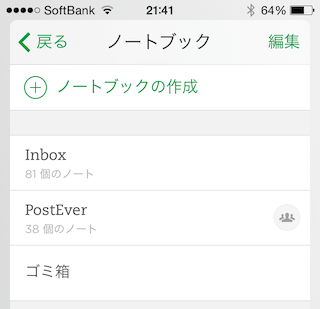 SoftBank 21:41 64%
戻る ノートブック 編集
ノートブックの作成
Inbox
81 個のノート
PostEver
38 個のノート
ゴミ箱